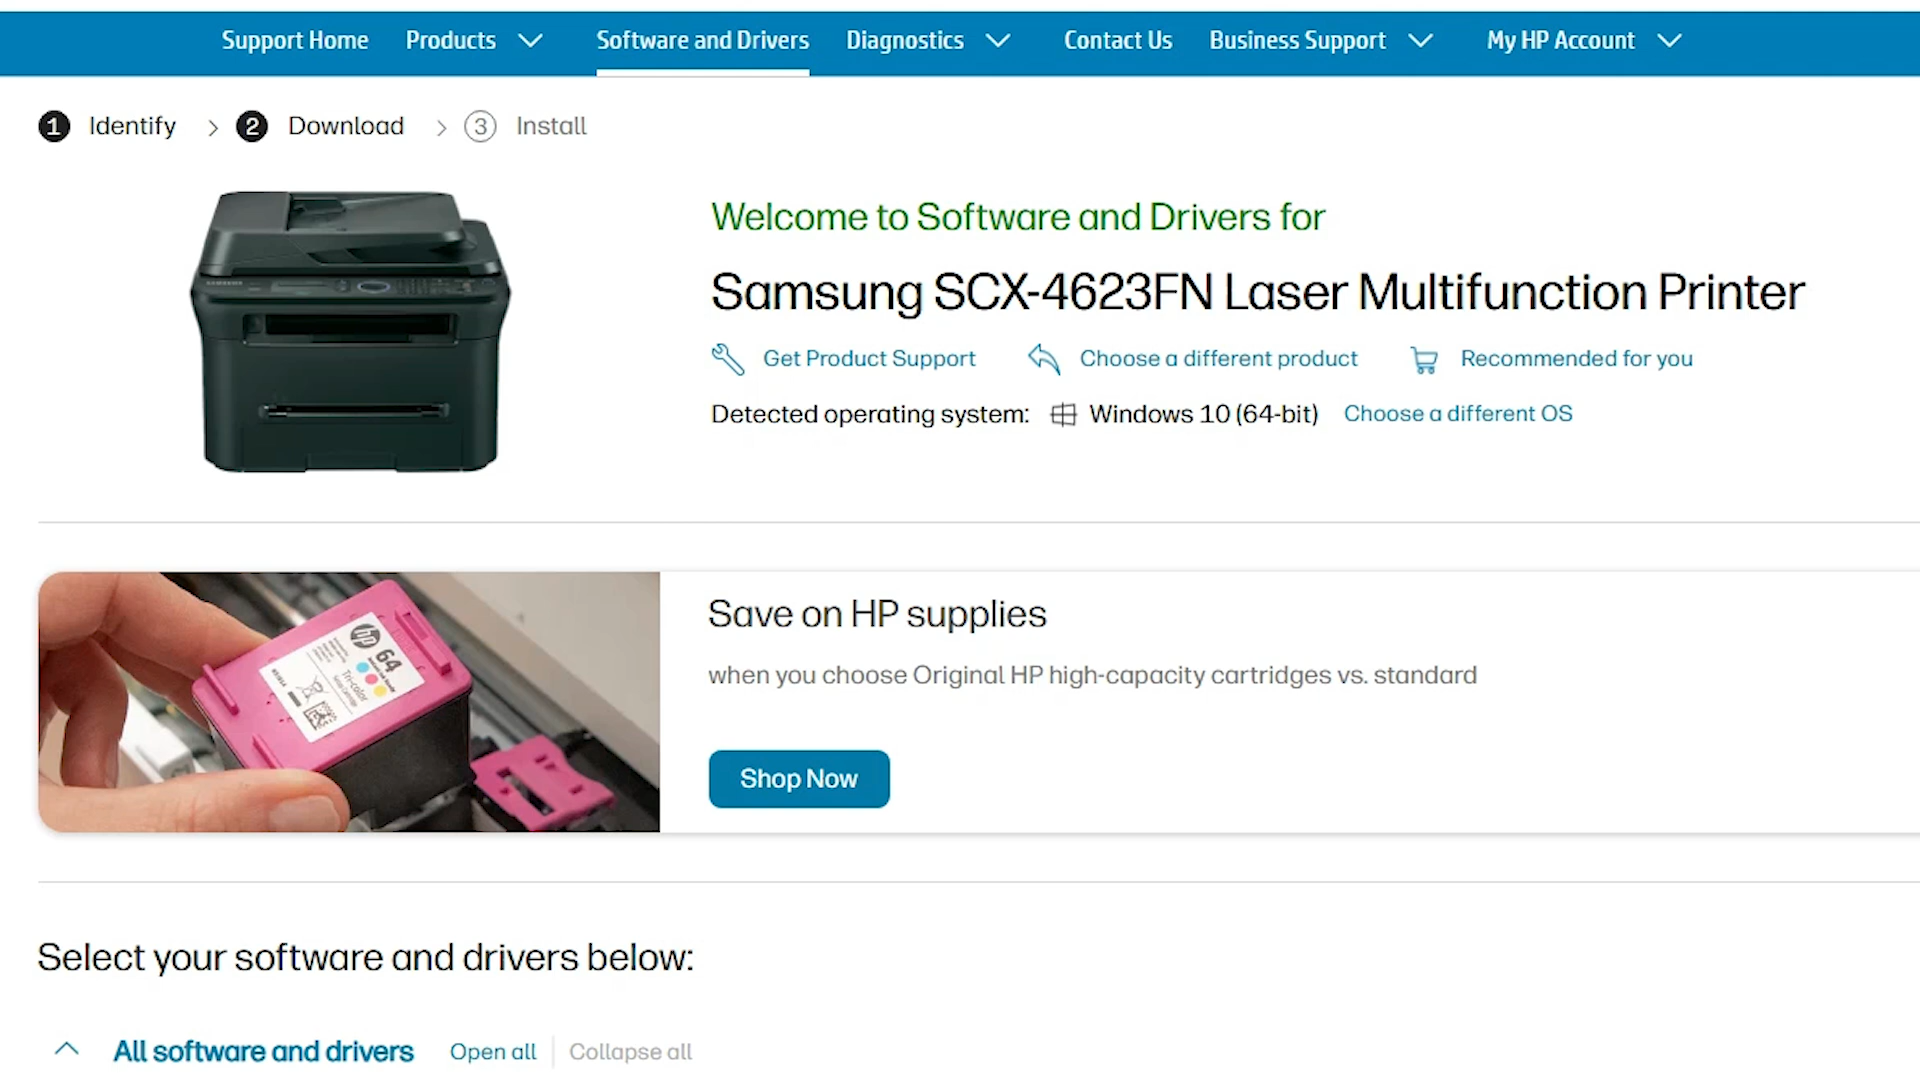 Support Home Products Software and Drivers Diagnostics Contact Us Business Support My HP Account
1 Identify 2 Download 3 Install
Welcome to Software and Drivers for
Samsung SCX-4623FN Laser Multifunction Printer
Get Product Support Choose a different product Recommended for you
Detected operating system: Windows 10 (64-bit) Choose a different OS
hp 64
Tri-color
Save on HP supplies
when you choose Original HP high-capacity cartridges vs. standard
Shop Now
Select your software and drivers below:
All software and drivers Open all Collapse all